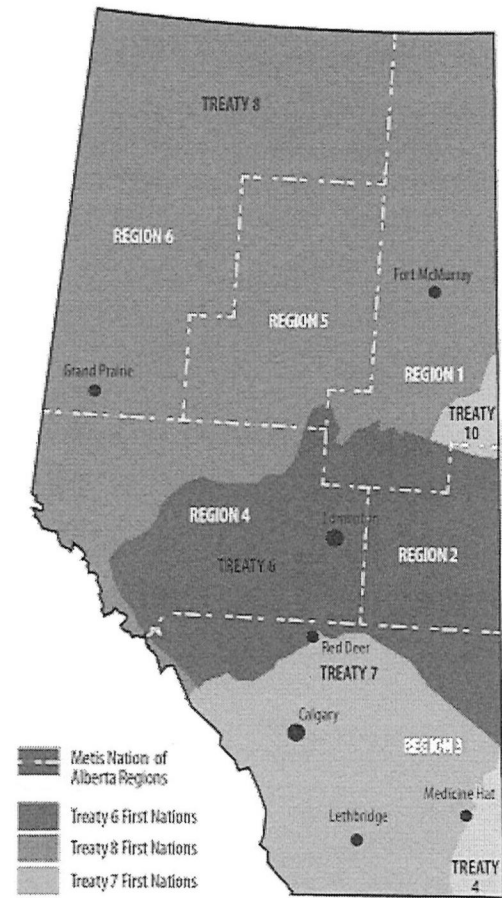 TREATY 8
REGION 6
Fort McMurray
REGION 5
Grand Prairie
REGION 1
TREATY
10
REGION 4
Edmonton
REGION 2
TREATY 6
Red Deer
TREATY 7
Calgary
REGION 3
Metis Nation of
Alberta Regions
Medicine Hat
Treaty 6 First Nations
Lethbridge
Treaty 8 First Nations
TREATY
4
Treaty 7 First Nations